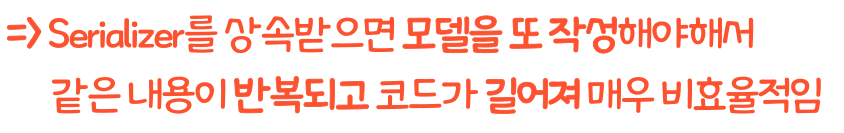 => Serializer를 상속받으면 모델을 또 작성해야해서
같은 내용이 반복되고 코드가 길어져 매우 비효율적임